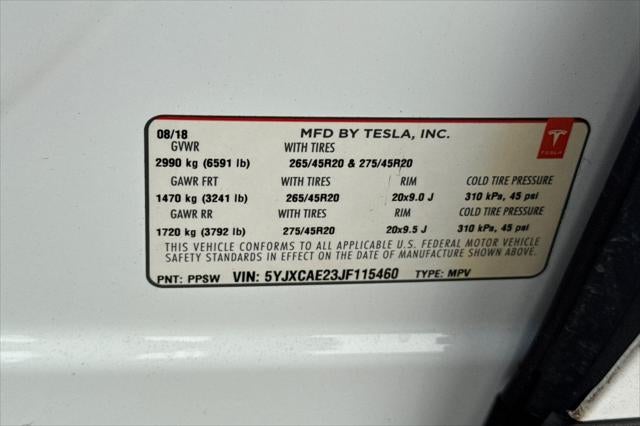 08/18 MFD BY TESLA, INC.
GVWR WITH TIRES
2990 kg (6591 lb) 265/45R20 & 275/45R20
GAWR FRT WITH TIRES RIM COLD TIRE PRESSURE
1470 kg (3241 lb) 265/45R20 20x9.0 J 310 kPa, 45 psi
GAWR RR WITH TIRES RIM COLD TIRE PRESSURE
1720 kg (3792 lb) 275/45R20 20x9.5 J 310 kPa, 45 psi
THIS VEHICLE CONFORMS TO ALL APPLICABLE U.S. FEDERAL MOTOR VEHICLE
SAFETY STANDARDS IN EFFECT ON THE DATE OF MANUFACTURE SHOWN ABOVE.
PNT: PPSW VIN: 5YJXCAE23JF115460 TYPE: MPV
TESLA